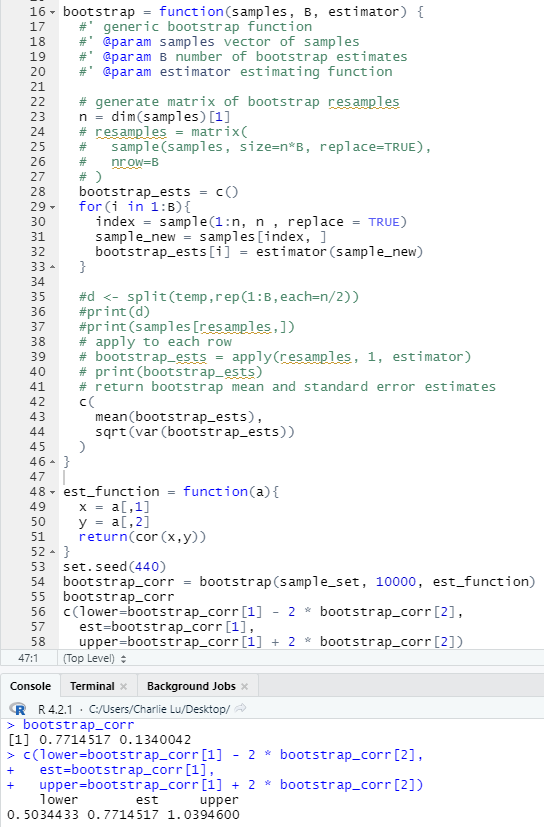 16 bootstrap = function(samples, B, estimator) {
17   #' generic bootstrap function
18   #' @param samples vector of samples
19   #' @param B number of bootstrap estimates
20   #' @param estimator estimating function
21
22   # generate matrix of bootstrap resamples
23   n = dim(samples)[1]
24   # resamples = matrix(
25   #   sample(samples, size=n*B, replace=TRUE),
26   #   nrow=B
27   # )
28   bootstrap_ests = c()
29   for(i in 1:B){
30     index = sample(1:n, n , replace = TRUE)
31     sample_new = samples[index, ]
32     bootstrap_ests[i] = estimator(sample_new)
33   }
34
35   #d <- split(temp,rep(1:B,each=n/2))
36   #print(d)
37   #print(samples[resamples,])
38   # apply to each row
39   # bootstrap_ests = apply(resamples, 1, estimator)
40   # print(bootstrap_ests)
41   # return bootstrap mean and standard error estimates
42   c(
43     mean(bootstrap_ests),
44     sqrt(var(bootstrap_ests))
45   )
46 }
47
48 est_function = function(a){
49   x = a[,1]
50   y = a[,2]
51   return(cor(x,y))
52 }
53 set.seed(440)
54 bootstrap_corr = bootstrap(sample_set, 10000, est_function)
55 bootstrap_corr
56 c(lower=bootstrap_corr[1] - 2 * bootstrap_corr[2],
57   est=bootstrap_corr[1],
58   upper=bootstrap_corr[1] + 2 * bootstrap_corr[2])
47:1 (Top Level)
Console Terminal × Background Jobs ×
R 4.2.1 · C:/Users/Charlie Lu/Desktop/
> bootstrap_corr
[1] 0.7714517 0.1340042
> c(lower=bootstrap_corr[1] - 2 * bootstrap_corr[2],
+   est=bootstrap_corr[1],
+   upper=bootstrap_corr[1] + 2 * bootstrap_corr[2])
    lower       est     upper
0.5034433 0.7714517 1.0394600